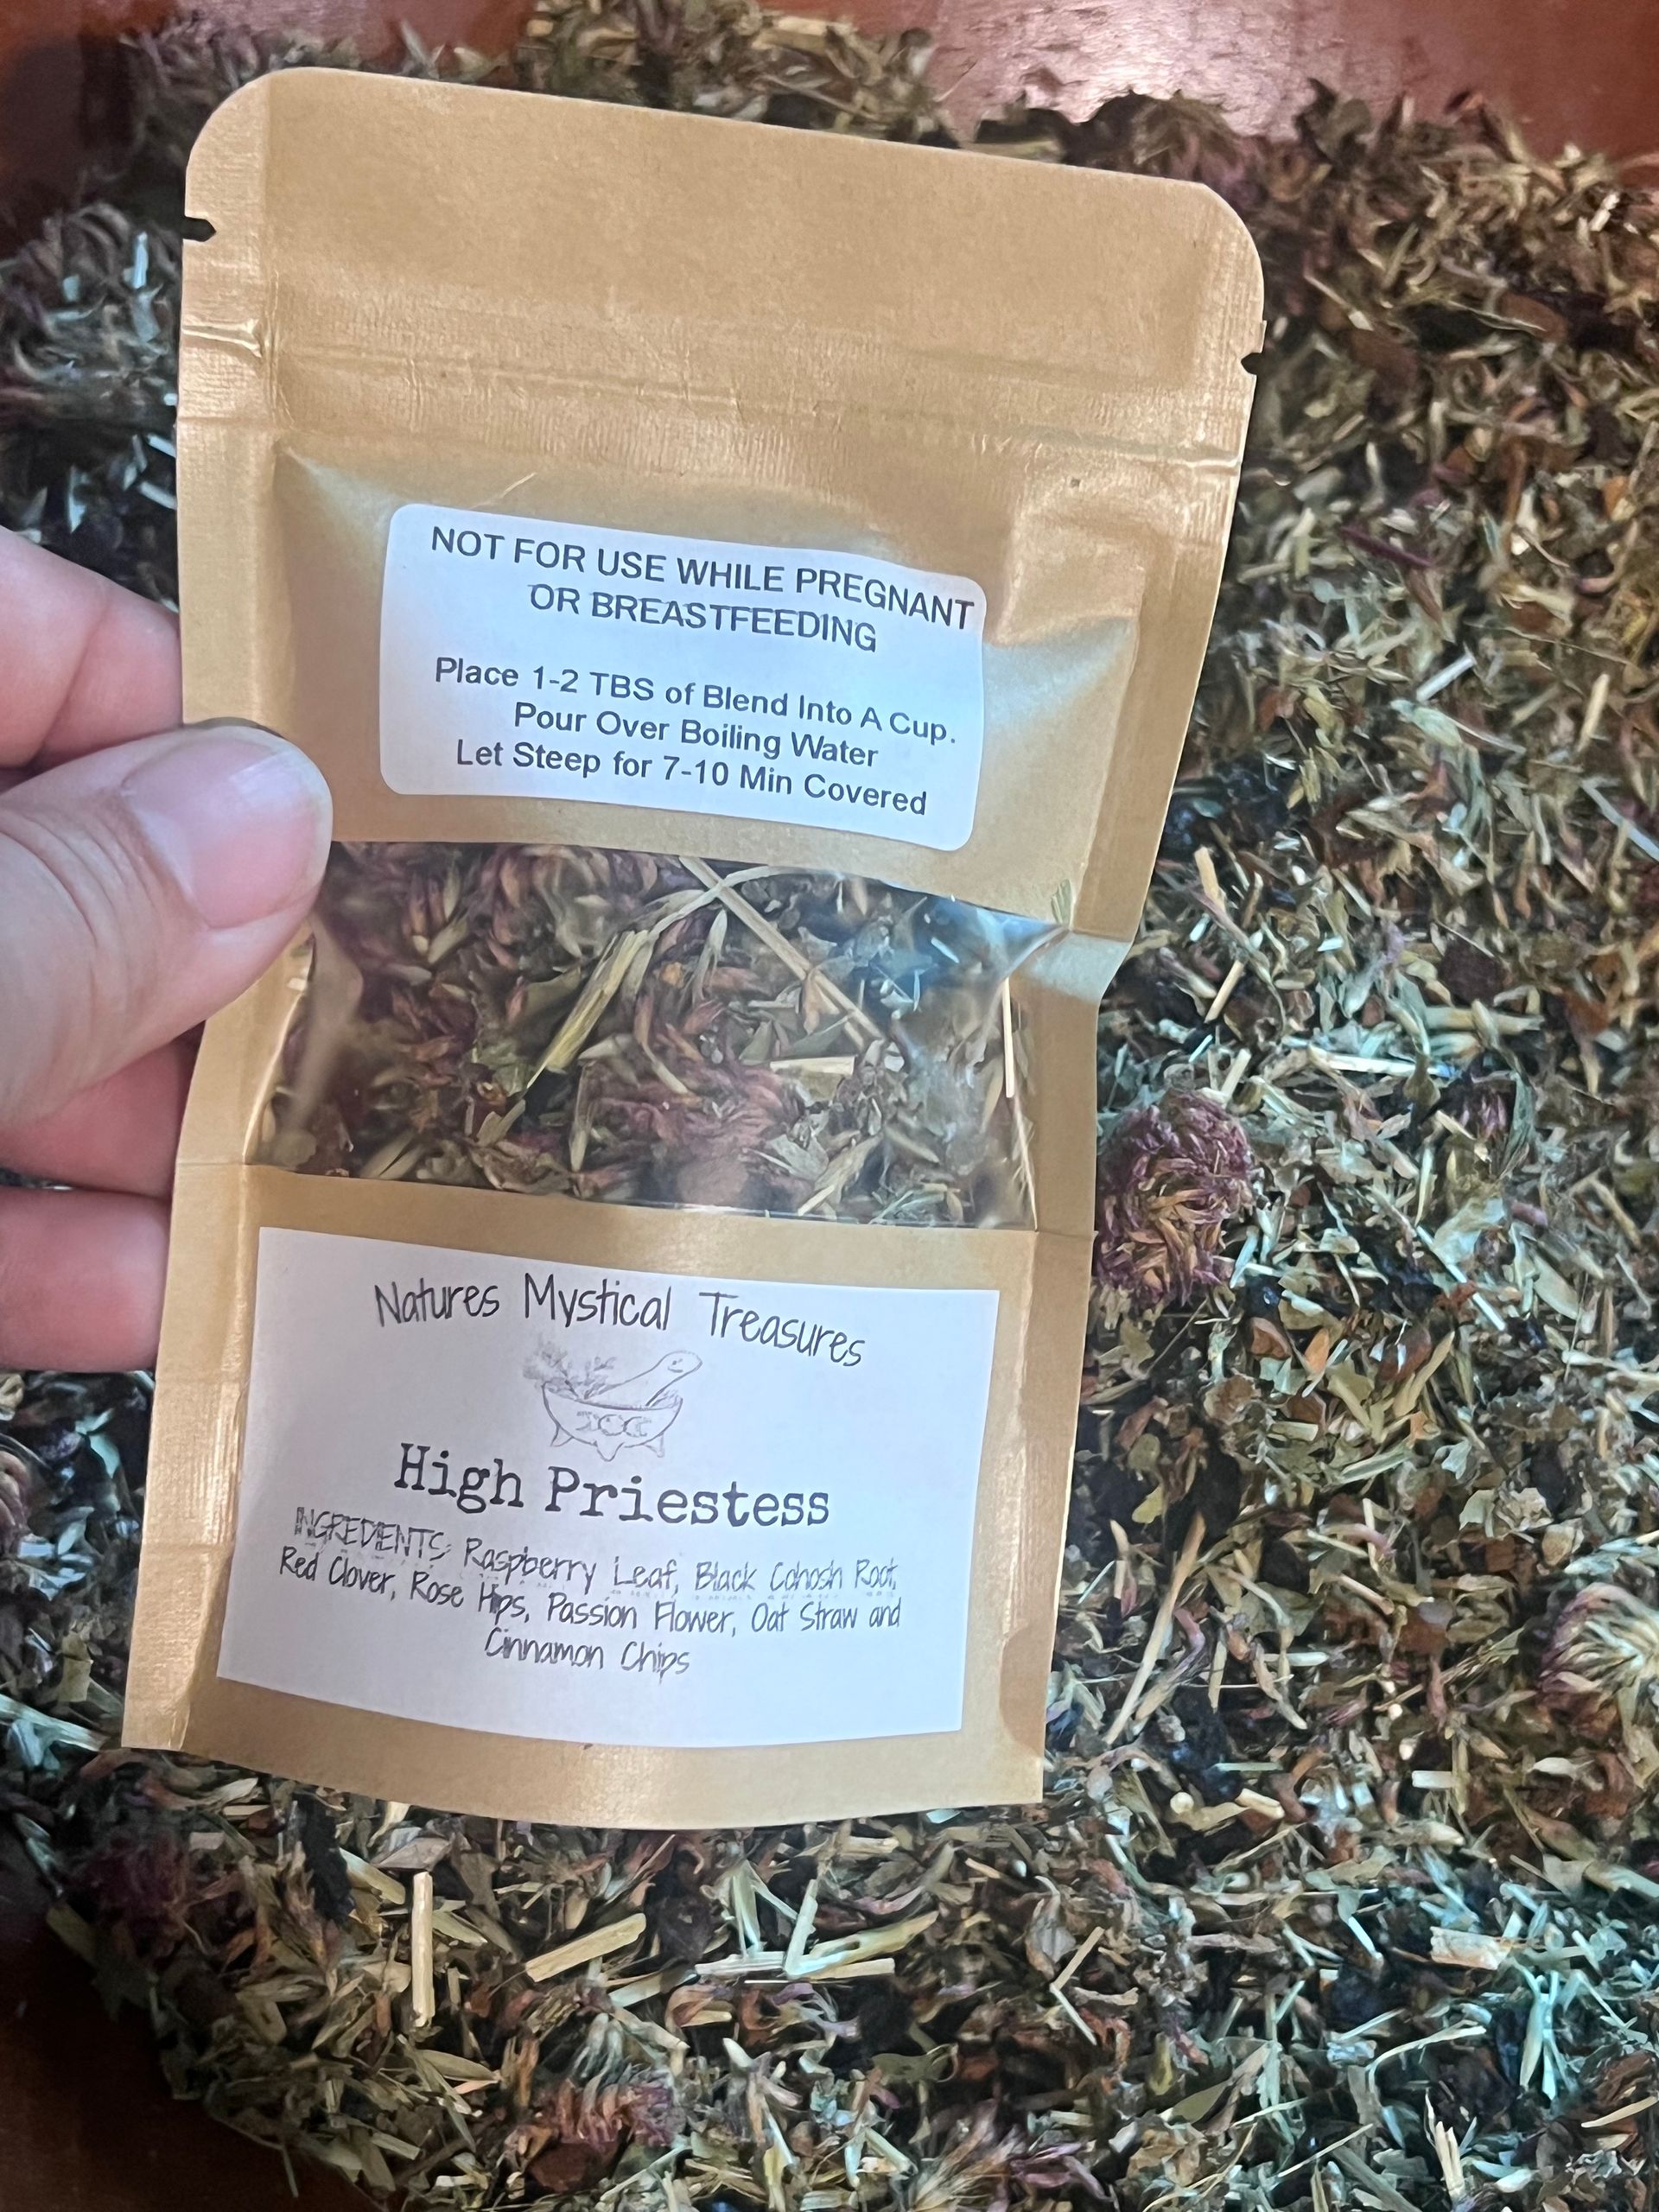 NOT FOR USE WHILE PREGNANT
OR BREASTFEEDING
Place 1-2 TBS of Blend Into A Cup.
Pour Over Boiling Water
Let Steep for 7-10 Min Covered
Natures Mystical Treasures
High Priestess
INGREDIENTS: Raspberry Leaf, Black Cohosh Root,
Red Clover, Rose Hips, Passion Flower, Oat Straw and
Cinnamon Chips